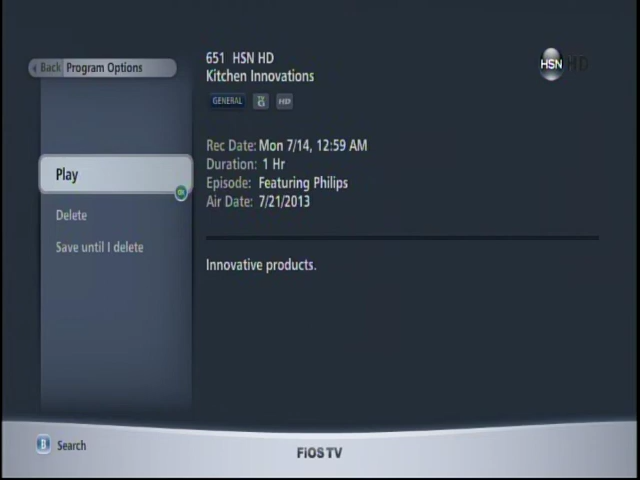 651 HSN HD
Kitchen Innovations
HSN HD
Back Program Options
GENERAL TV G HD
Rec Date: Mon 7/14, 12:59 AM
Duration: 1 Hr
Episode: Featuring Philips
Air Date: 7/21/2013
Play
OK
Delete
Save until I delete
Innovative products.
B Search
FiOS TV